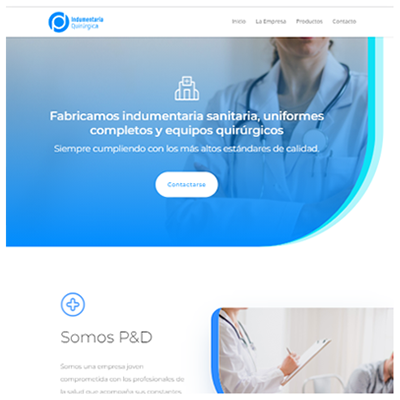 Indumentaria
Quirúrgica
Inicio La Empresa Productos Contacto
Fabricamos indumentaria sanitaria, uniformes
completos y equipos quirúrgicos
Siempre cumpliendo con los más altos estándares de calidad.
Contactarse
Somos P&D
Somos una empresa joven
comprometida con los profesionales de
la salud que acompaña sus constantes